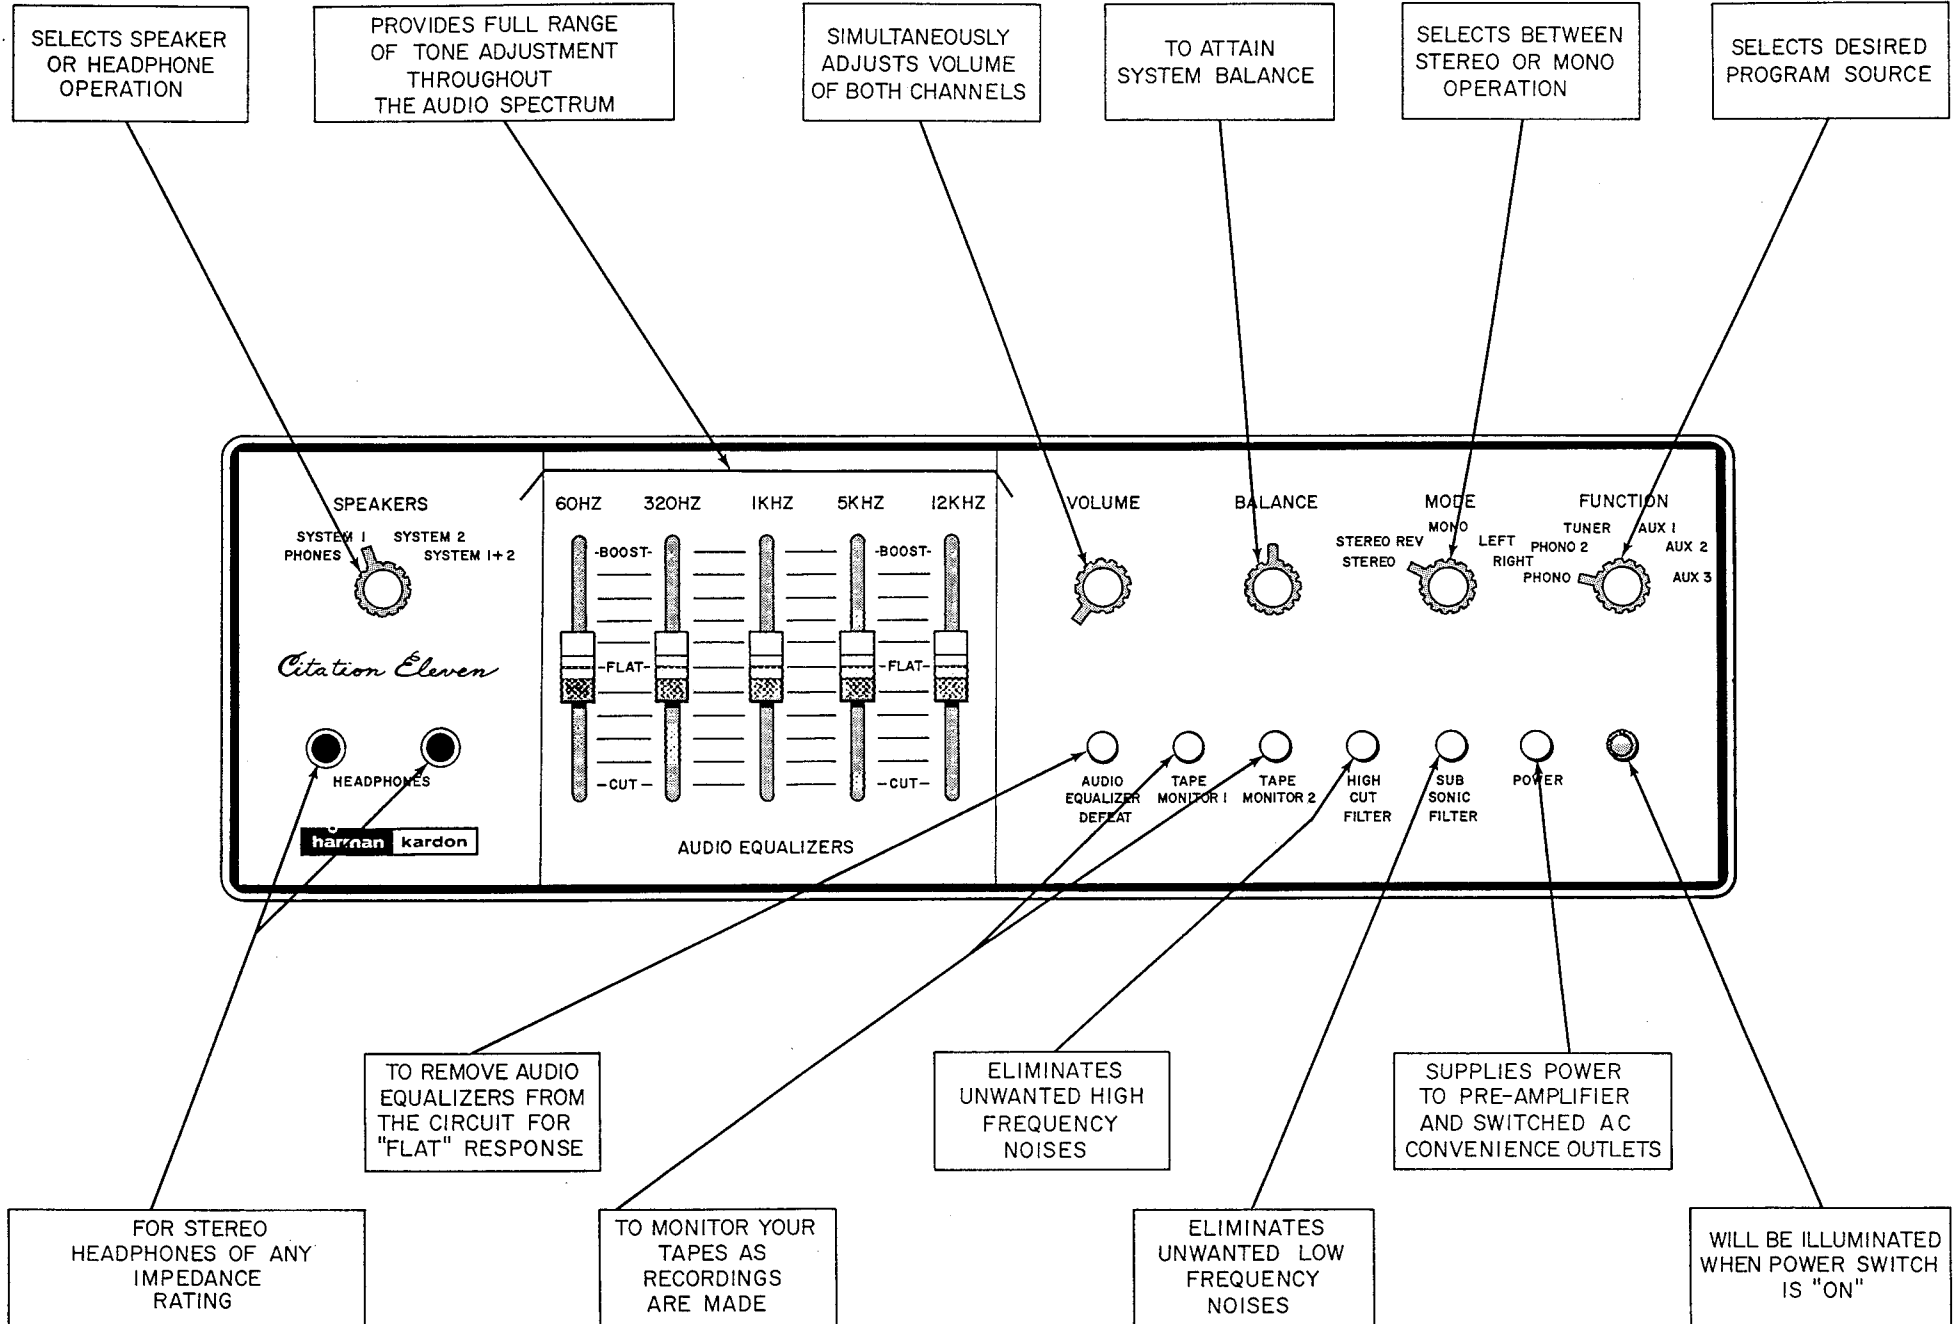 SELECTS SPEAKER
OR HEADPHONE
OPERATION
PROVIDES FULL RANGE
OF TONE ADJUSTMENT
THROUGHOUT
THE AUDIO SPECTRUM
SIMULTANEOUSLY
ADJUSTS VOLUME
OF BOTH CHANNELS
TO ATTAIN
SYSTEM BALANCE
SELECTS BETWEEN
STEREO OR MONO
OPERATION
SELECTS DESIRED
PROGRAM SOURCE
SPEAKERS
SYSTEM 1 SYSTEM 2
PHONES SYSTEM 1+2
Citation Eleven
HEADPHONES
harman kardon
60HZ 320HZ 1KHZ 5KHZ 12KHZ
-BOOST- -BOOST-
-FLAT- -FLAT-
-CUT- -CUT-
AUDIO EQUALIZERS
VOLUME
BALANCE
MODE
MONO
STEREO REV LEFT
STEREO RIGHT
FUNCTION
TUNER AUX 1
PHONO 2 AUX 2
PHONO AUX 3
AUDIO
EQUALIZER
DEFEAT
TAPE
MONITOR 1
TAPE
MONITOR 2
HIGH
CUT
FILTER
SUB
SONIC
FILTER
POWER
TO REMOVE AUDIO
EQUALIZERS FROM
THE CIRCUIT FOR
"FLAT" RESPONSE
ELIMINATES
UNWANTED HIGH
FREQUENCY
NOISES
SUPPLIES POWER
TO PRE-AMPLIFIER
AND SWITCHED AC
CONVENIENCE OUTLETS
FOR STEREO
HEADPHONES OF ANY
IMPEDANCE
RATING
TO MONITOR YOUR
TAPES AS
RECORDINGS
ARE MADE
ELIMINATES
UNWANTED LOW
FREQUENCY
NOISES
WILL BE ILLUMINATED
WHEN POWER SWITCH
IS "ON"